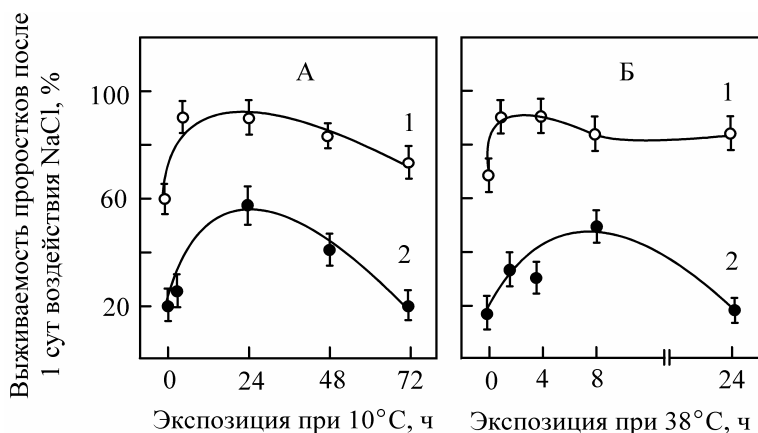 Выживаемость проростков после
1 сут воздействия NaCl, %
100
60
20
А
1
2
0 24 48 72
Экспозиция при 10°С, ч
Б
1
2
0 4 8 24
Экспозиция при 38°С, ч